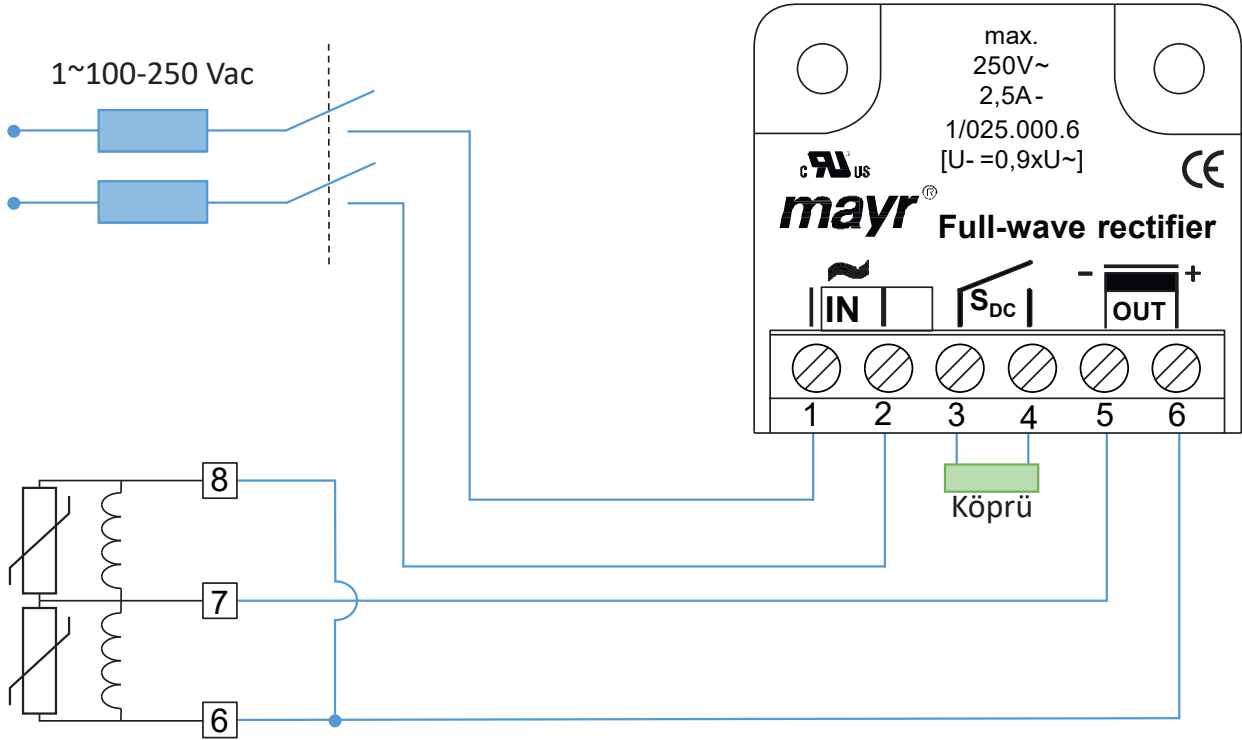 1~100-250 Vac
max.
250V~
2,5A-
1/025.000.6
[U- =0,9xU~]
c RU US
CE
mayr®
Full-wave rectifier
~
- +
IN
SDC
OUT
1 2 3 4 5 6
Köprü
8
7
6